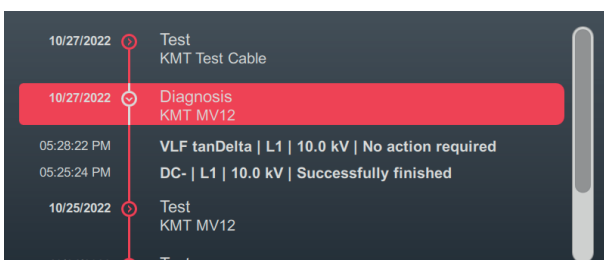 10/27/2022 Test
KMT Test Cable
10/27/2022 Diagnosis
KMT MV12
05:28:22 PM VLF tanDelta | L1 | 10.0 kV | No action required
05:25:24 PM DC- | L1 | 10.0 kV | Successfully finished
10/25/2022 Test
KMT MV12